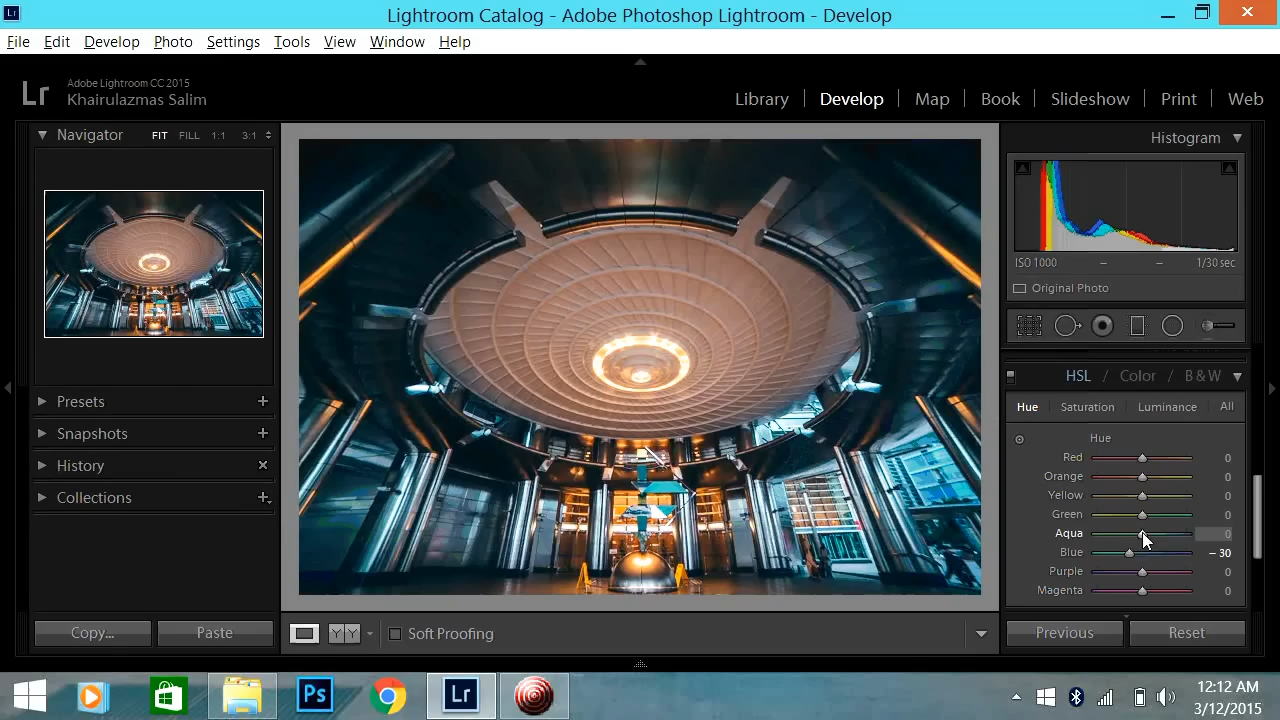 Lr
Lightroom Catalog - Adobe Photoshop Lightroom - Develop
File Edit Develop Photo Settings Tools View Window Help
Lr
Adobe Lightroom CC 2015
Khairulazmas Salim
Library Develop Map Book Slideshow Print Web
Navigator FIT FILL 1:1 3:1
Histogram
ISO 1000 – – 1/30 sec
Original Photo
Presets
Snapshots
History
Collections
HSL / Color / B & W
Hue Saturation Luminance All
Hue
Red 0
Orange 0
Yellow 0
Green 0
Aqua 0
Blue – 30
Purple 0
Magenta 0
Copy... Paste
Y Y
Soft Proofing
Previous Reset
Ps
Lr
12:12 AM
3/12/2015